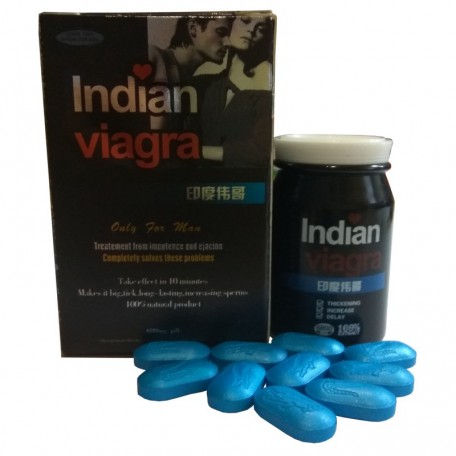 Indian
viagra
印度伟哥
Only For Man
Treatement from impotence and ejacion
Completely solves these problems
Take effect in 10 minutes
Makes it big,tick,long-lasting,increasing sperms
100% natural product
Indian
viagra
印度伟哥
THICKENING
INCREASE
DELAY